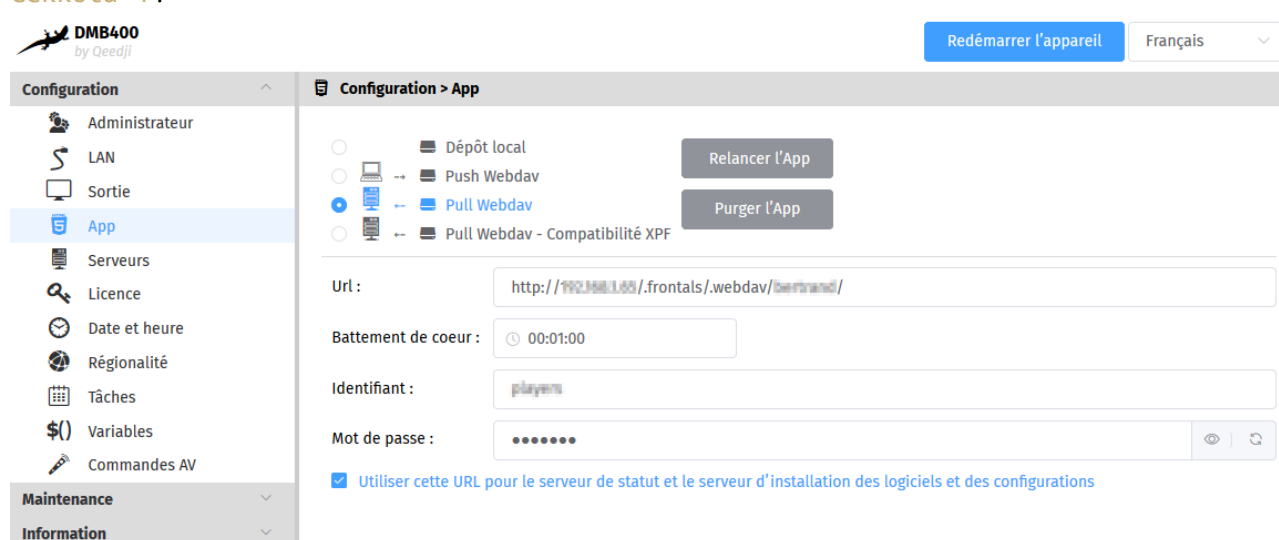 DMB400
by Qeedji
Redémarrer l'appareil
Français
Configuration
Configuration > App
Administrateur
LAN
Sortie
App
Serveurs
Licence
Date et heure
Régionalité
Tâches
$() Variables
Commandes AV
Maintenance
Information
Dépôt local
Push Webdav
Pull Webdav
Pull Webdav - Compatibilité XPF
Relancer l'App
Purger l'App
Url :
http:// /.frontals/.webdav/ /
Battement de coeur :
00:01:00
Identifiant :
Mot de passe :
•••••••
Utiliser cette URL pour le serveur de statut et le serveur d'installation des logiciels et des configurations